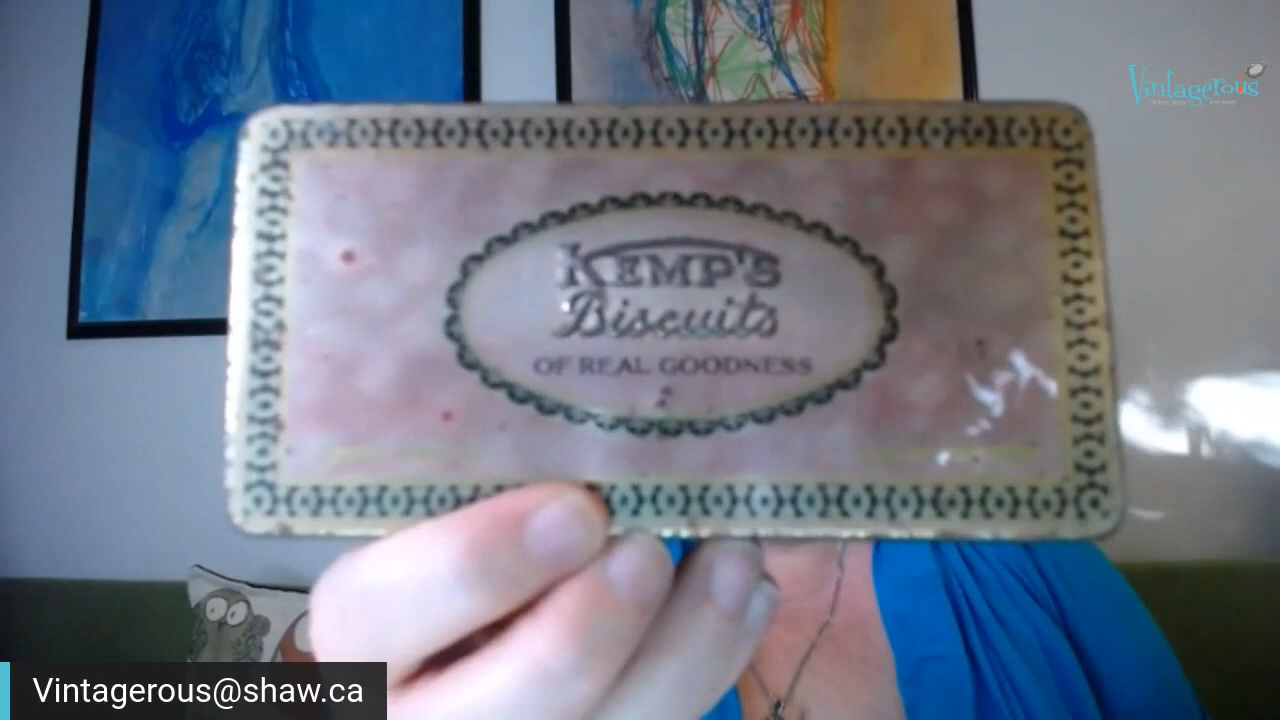 Vintagerous
KEMP'S
Biscuits
OF REAL GOODNESS
Vintagerous@shaw.ca